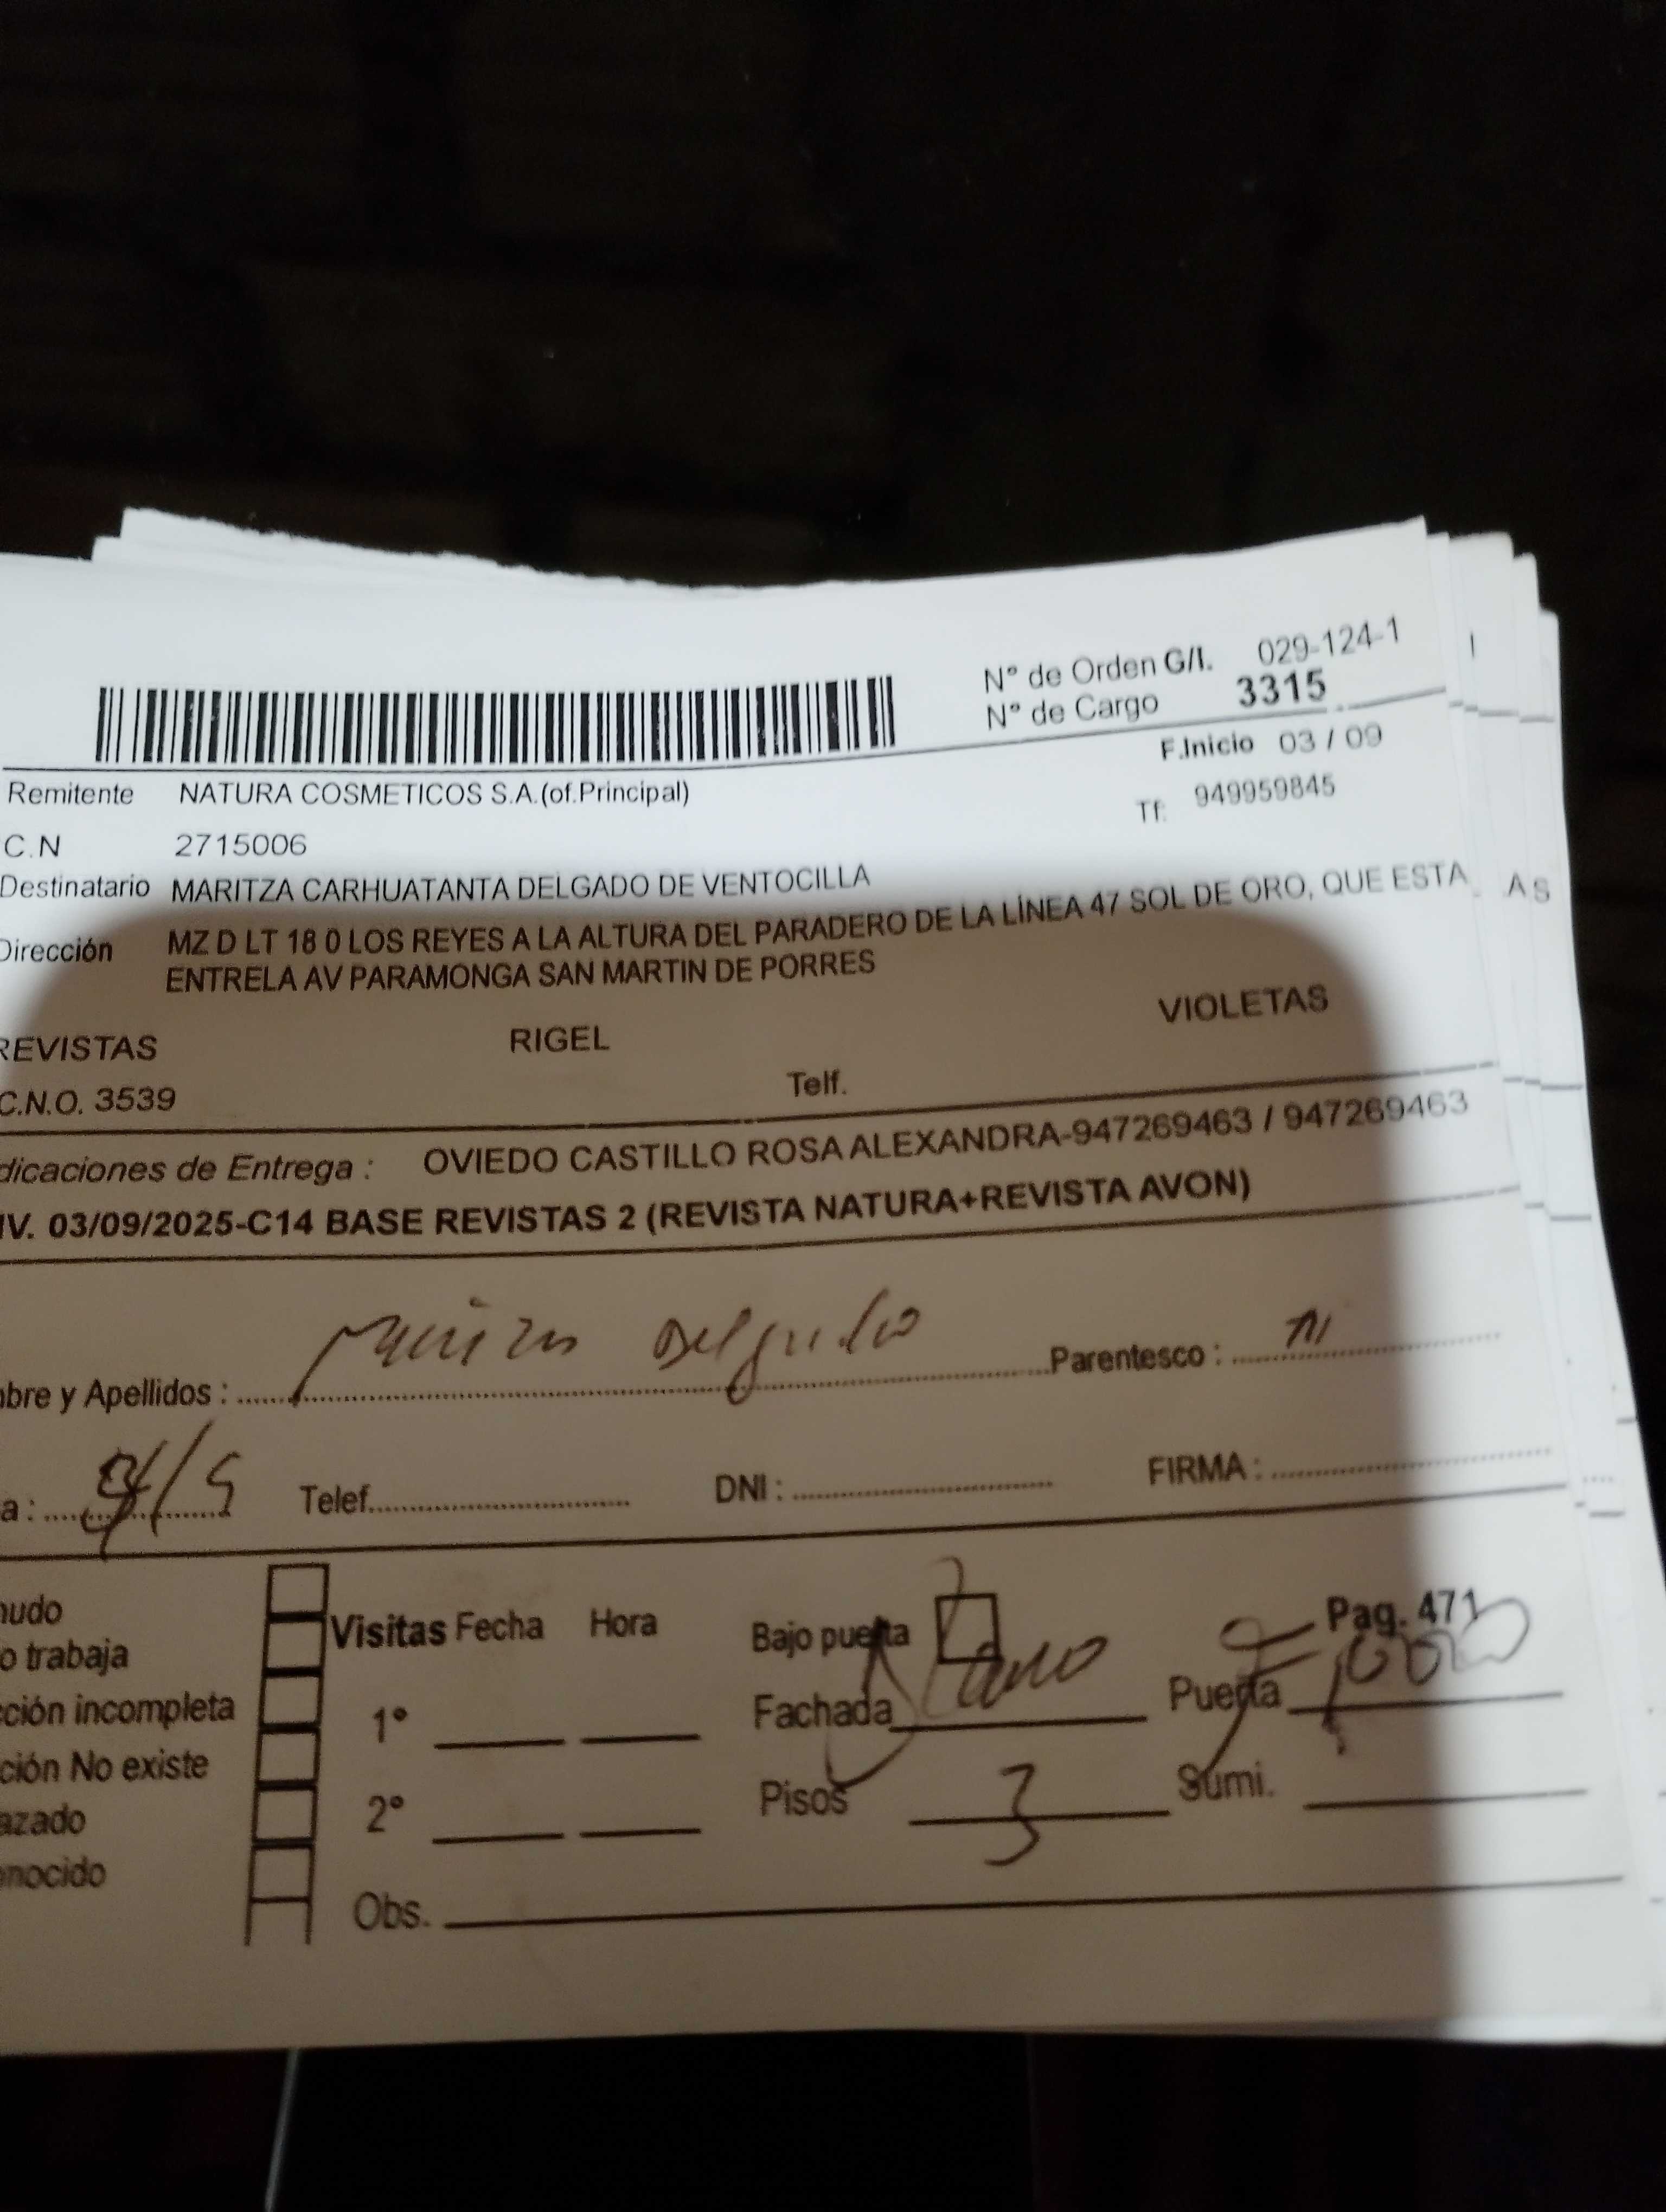 N° de Orden G/I. 029-124-1
N° de Cargo 3315
F.Inicio 03 / 09
Remitente NATURA COSMETICOS S.A.(of.Principal)
Tf: 949959845
C.N 2715006
Destinatario MARITZA CARHUATANTA DELGADO DE VENTOCILLA
Dirección MZ D LT 18 0 LOS REYES A LA ALTURA DEL PARADERO DE LA LÍNEA 47 SOL DE ORO, QUE ESTA
AS
ENTRELA AV PARAMONGA SAN MARTIN DE PORRES
REVISTAS RIGEL VIOLETAS
C.N.O. 3539 Telf.
dicaciones de Entrega : OVIEDO CASTILLO ROSA ALEXANDRA-947269463 / 947269463
IV. 03/09/2025-C14 BASE REVISTAS 2 (REVISTA NATURA+REVISTA AVON)
mbre y Apellidos : Delgado Parentesco :
a : Telef. DNI : FIRMA :
nudo
Visitas Fecha Hora Bajo puerta Pag. 471
o trabaja
cción incompleta 1° Fachada Puerta
ción No existe
azado 2° Pisos 3 Sumi.
onocido
Obs.